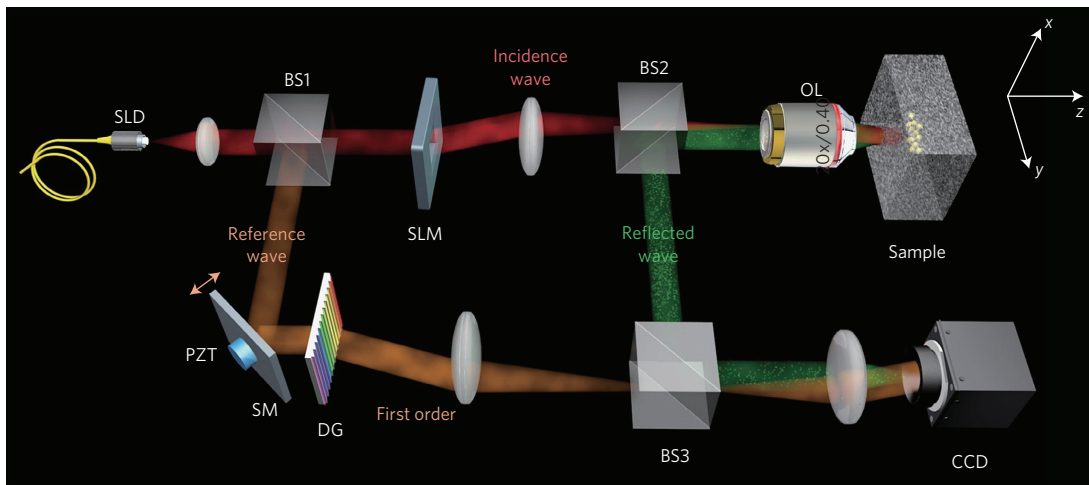 SLD
BS1
Incidence
wave
BS2
OL
20x/0.40
x
z
y
SLM
Reference
wave
Reflected
wave
Sample
PZT
SM
DG
First order
BS3
CCD